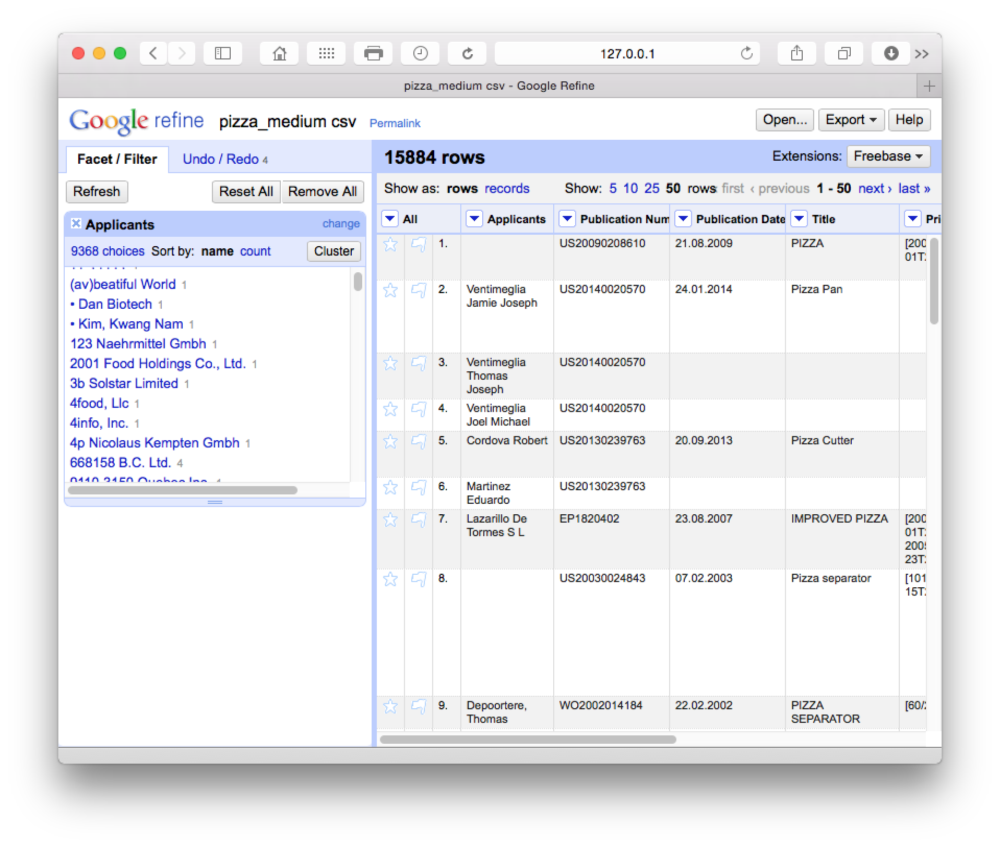 127.0.0.1
pizza_medium csv - Google Refine
Google refine pizza_medium csv Permalink Open... Export Help
Facet / Filter Undo / Redo 4
15884 rows Extensions: Freebase
Refresh Reset All Remove All
Show as: rows records Show: 5 10 25 50 rows first ‹ previous 1 - 50 next › last »
Applicants change
9368 choices Sort by: name count Cluster
(av)beatiful World 1
• Dan Biotech 1
• Kim, Kwang Nam 1
123 Naehrmittel Gmbh 1
2001 Food Holdings Co., Ltd. 1
3b Solstar Limited 1
4food, Llc 1
4info, Inc. 1
4p Nicolaus Kempten Gmbh 1
668158 B.C. Ltd. 4
9110-3150 Quebec Inc. 1
All Applicants Publication Num Publication Date Title Pri
1. US20090208610 21.08.2009 PIZZA [200
01T:
2. Ventimeglia US20140020570 24.01.2014 Pizza Pan
Jamie Joseph
3. Ventimeglia US20140020570
Thomas
Joseph
4. Ventimeglia US20140020570
Joel Michael
5. Cordova Robert US20130239763 20.09.2013 Pizza Cutter
6. Martinez US20130239763
Eduardo
7. Lazarillo De EP1820402 23.08.2007 IMPROVED PIZZA [200
Tormes S L 01T:
200
23T:
8. US20030024843 07.02.2003 Pizza separator [101
15T:
9. Depoortere, WO2002014184 22.02.2002 PIZZA [60/
Thomas SEPARATOR